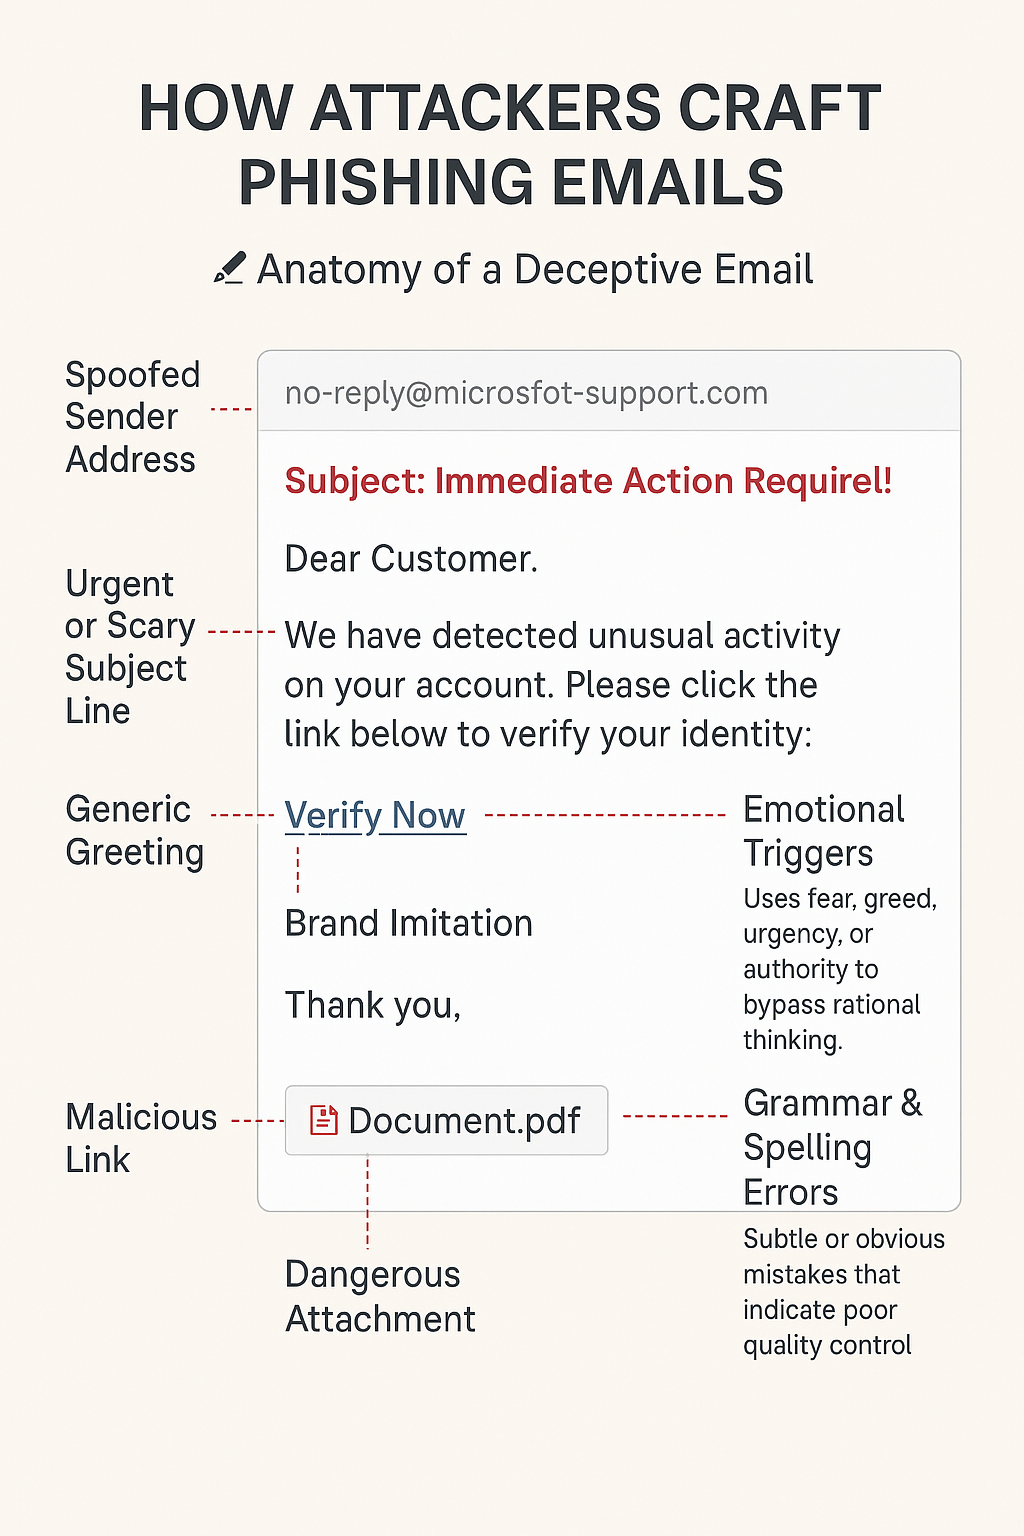 HOW ATTACKERS CRAFT
PHISHING EMAILS
Anatomy of a Deceptive Email
Spoofed
Sender
Address
no-reply@microsfot-support.com
Subject: Immediate Action Requirel!
Dear Customer.
Urgent
or Scary
Subject
Line
We have detected unusual activity
on your account. Please click the
link below to verify your identity:
Generic
Greeting
Verify Now
Brand Imitation
Thank you,
Emotional
Triggers
Uses fear, greed,
urgency, or
authority to
bypass rational
thinking.
Malicious
Link
Document.pdf
Grammar &
Spelling
Errors
Subtle or obvious
mistakes that
indicate poor
quality control
Dangerous
Attachment